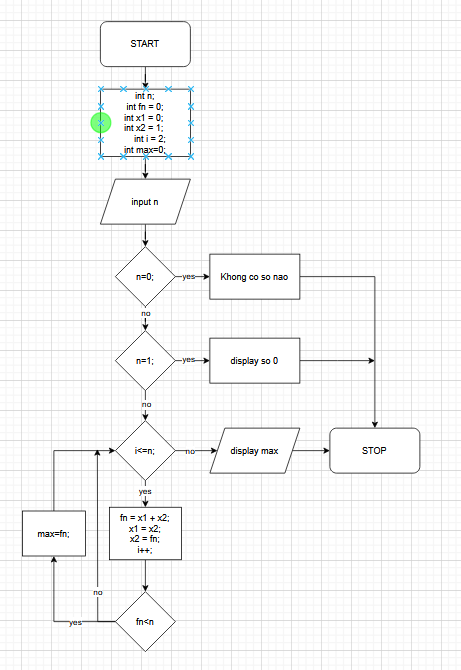 START
int n;
int fn = 0;
int x1 = 0;
int x2 = 1;
int i = 2;
int max=0;
input n
n=0;
yes
Khong co so nao
no
n=1;
yes
display so 0
no
i<=n;
no
display max
STOP
yes
fn = x1 + x2;
x1 = x2;
x2 = fn;
i++;
max=fn;
no
fn<n
yes